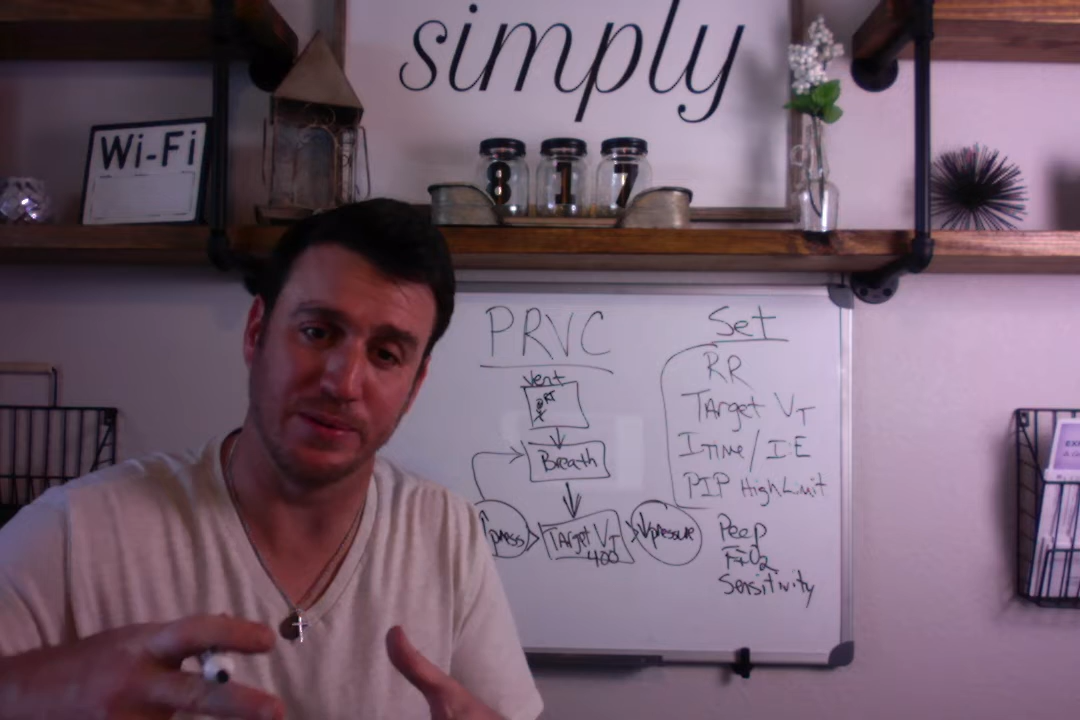 simply
Wi-Fi
8 1 7
PRVC
Vent
RT
Breath
↑press
Target VT
400
↓pressure
Set
RR
Target VT
I Time / I:E
PIP High Limit
Peep
FiO2
Sensitivity